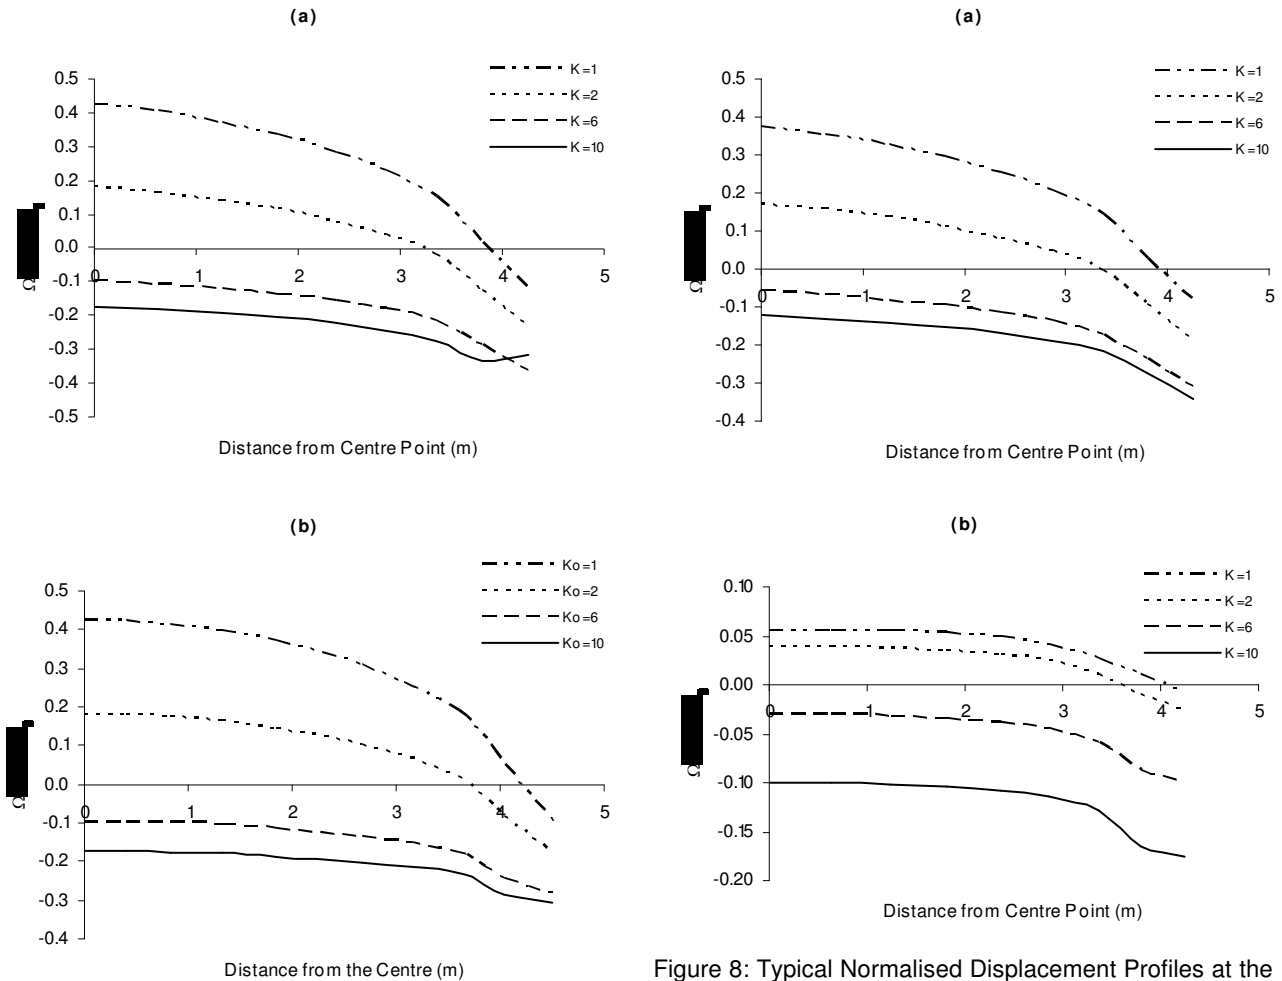 (a)
K=1
K=2
K=6
K=10
0.5
0.4
0.3
0.2
0.1
0.0
-0.1
-0.2
-0.3
-0.4
-0.5
0 1 2 3 4 5
Ω
Distance from Centre Point (m)
(b)
Ko=1
Ko=2
Ko=6
Ko=10
0.5
0.4
0.3
0.2
0.1
0.0
-0.1
-0.2
-0.3
-0.4
0 1 2 3 4 5
Ω
Distance from the Centre (m)
(a)
K=1
K=2
K=6
K=10
0.5
0.4
0.3
0.2
0.1
0.0
-0.1
-0.2
-0.3
-0.4
0 1 2 3 4 5
Ω
Distance from Centre Point (m)
(b)
K=1
K=2
K=6
K=10
0.10
0.05
0.00
-0.05
-0.10
-0.15
-0.20
0 1 2 3 4 5
Ω
Distance from Centre Point (m)
Figure 8: Typical Normalised Displacement Profiles at the